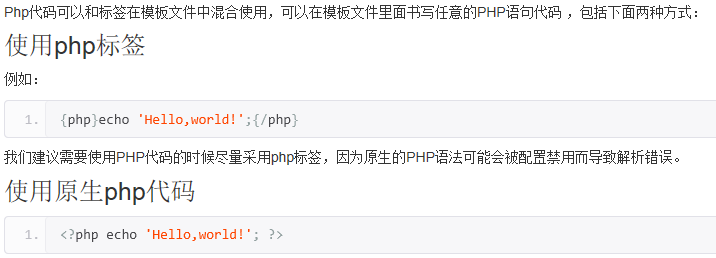 Php代码可以和标签在模板文件中混合使用，可以在模板文件里面书写任意的PHP语句代码 ，包括下面两种方式：
使用php标签
例如：
1. {php}echo 'Hello,world!';{/php}
我们建议需要使用PHP代码的时候尽量采用php标签，因为原生的PHP语法可能会被配置禁用而导致解析错误。
使用原生php代码
1. <?php echo 'Hello,world!'; ?>